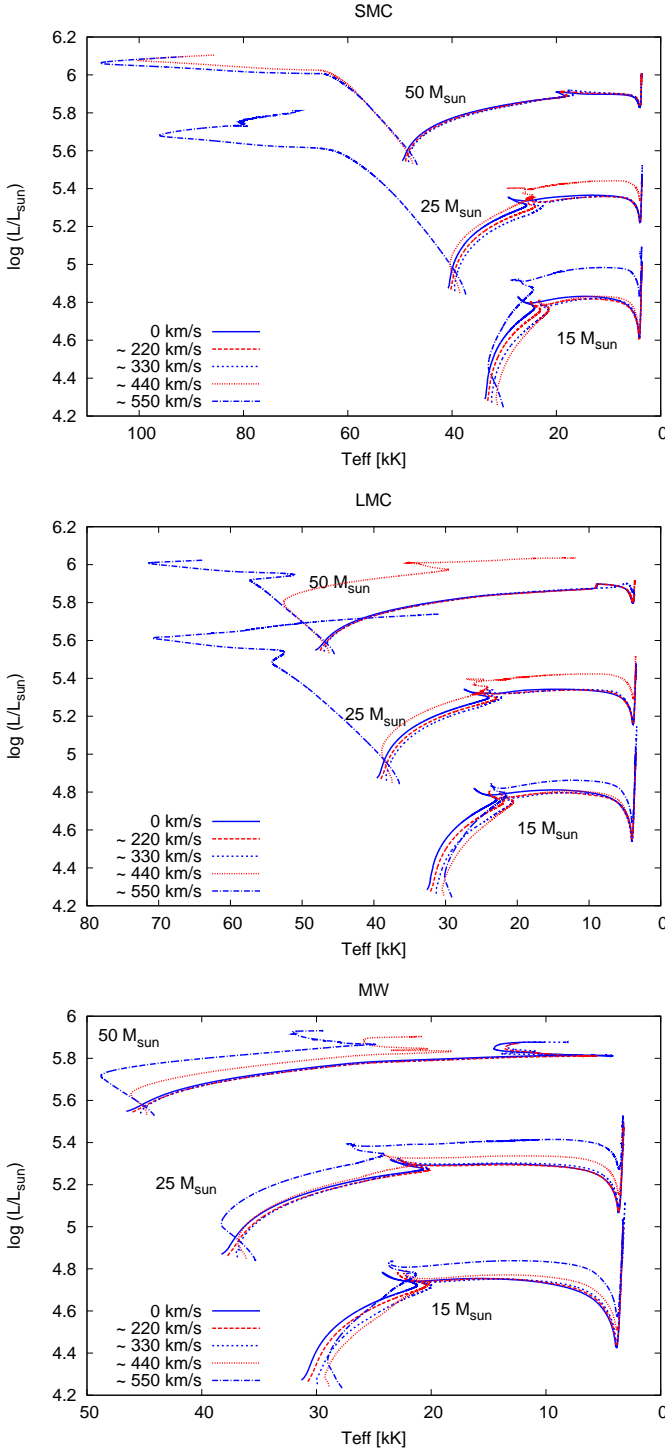 SMC
6.2
6
5.8
5.6
5.4
5.2
5
4.8
4.6
4.4
4.2
log (L/L_sun)
50 M_sun
25 M_sun
15 M_sun
0 km/s
~ 220 km/s
~ 330 km/s
~ 440 km/s
~ 550 km/s
100 80 60 40 20 0
Teff [kK]
LMC
6.2
6
5.8
5.6
5.4
5.2
5
4.8
4.6
4.4
4.2
log (L/L_sun)
50 M_sun
25 M_sun
15 M_sun
0 km/s
~ 220 km/s
~ 330 km/s
~ 440 km/s
~ 550 km/s
80 70 60 50 40 30 20 10 0
Teff [kK]
MW
6
5.8
5.6
5.4
5.2
5
4.8
4.6
4.4
4.2
log (L/L_sun)
50 M_sun
25 M_sun
15 M_sun
0 km/s
~ 220 km/s
~ 330 km/s
~ 440 km/s
~ 550 km/s
50 40 30 20 10 0
Teff [kK]